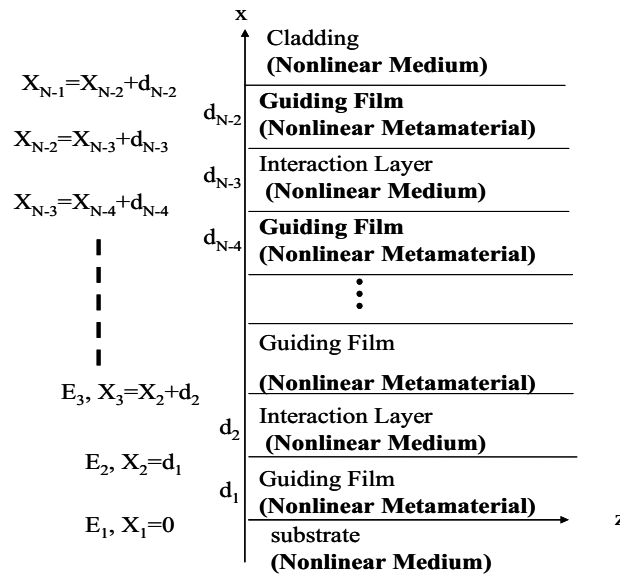 x
Cladding
(Nonlinear Medium)
X_{N-1}=X_{N-2}+d_{N-2}
d_{N-2}
Guiding Film
(Nonlinear Metamaterial)
X_{N-2}=X_{N-3}+d_{N-3}
d_{N-3}
Interaction Layer
(Nonlinear Medium)
X_{N-3}=X_{N-4}+d_{N-4}
d_{N-4}
Guiding Film
(Nonlinear Metamaterial)
Guiding Film
(Nonlinear Metamaterial)
E_3, X_3=X_2+d_2
d_2
Interaction Layer
(Nonlinear Medium)
E_2, X_2=d_1
d_1
Guiding Film
(Nonlinear Metamaterial)
E_1, X_1=0
z
substrate
(Nonlinear Medium)